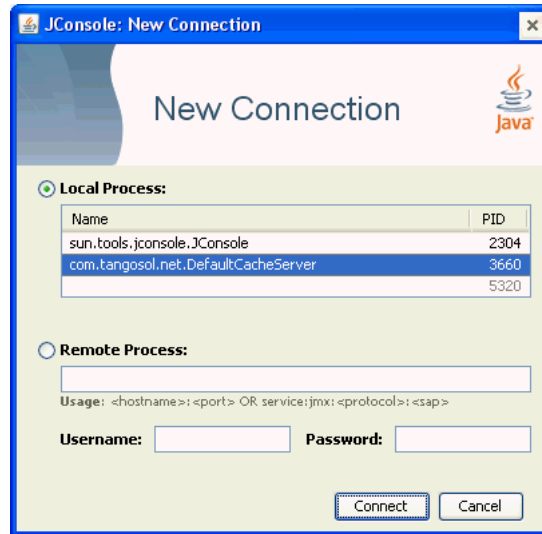 JConsole: New Connection
New Connection
Java
Local Process:
Name PID
sun.tools.jconsole.JConsole 2304
com.tangosol.net.DefaultCacheServer 3660
5320
Remote Process:
Usage: <hostname>:<port> OR service:jmx:<protocol>:<sap>
Username: Password:
Connect Cancel